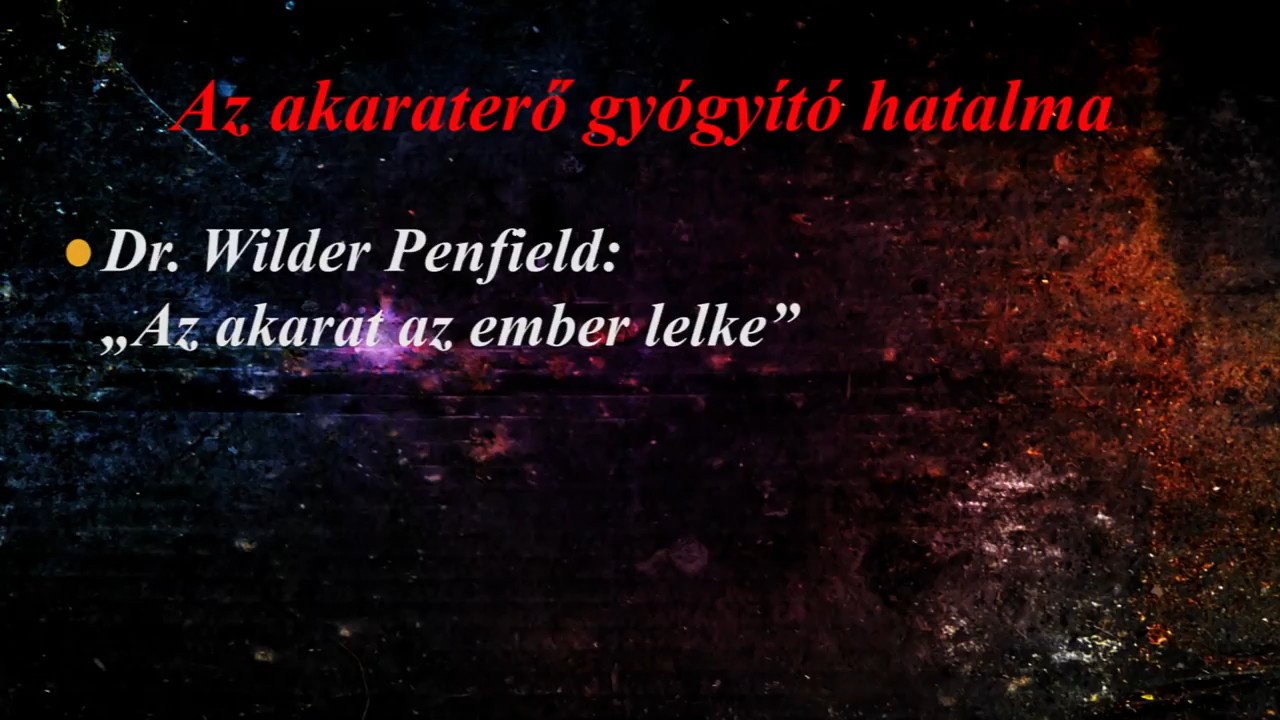 Az akaraterő gyógyító hatalma
Dr. Wilder Penfield:
„Az akarat az ember lelke”